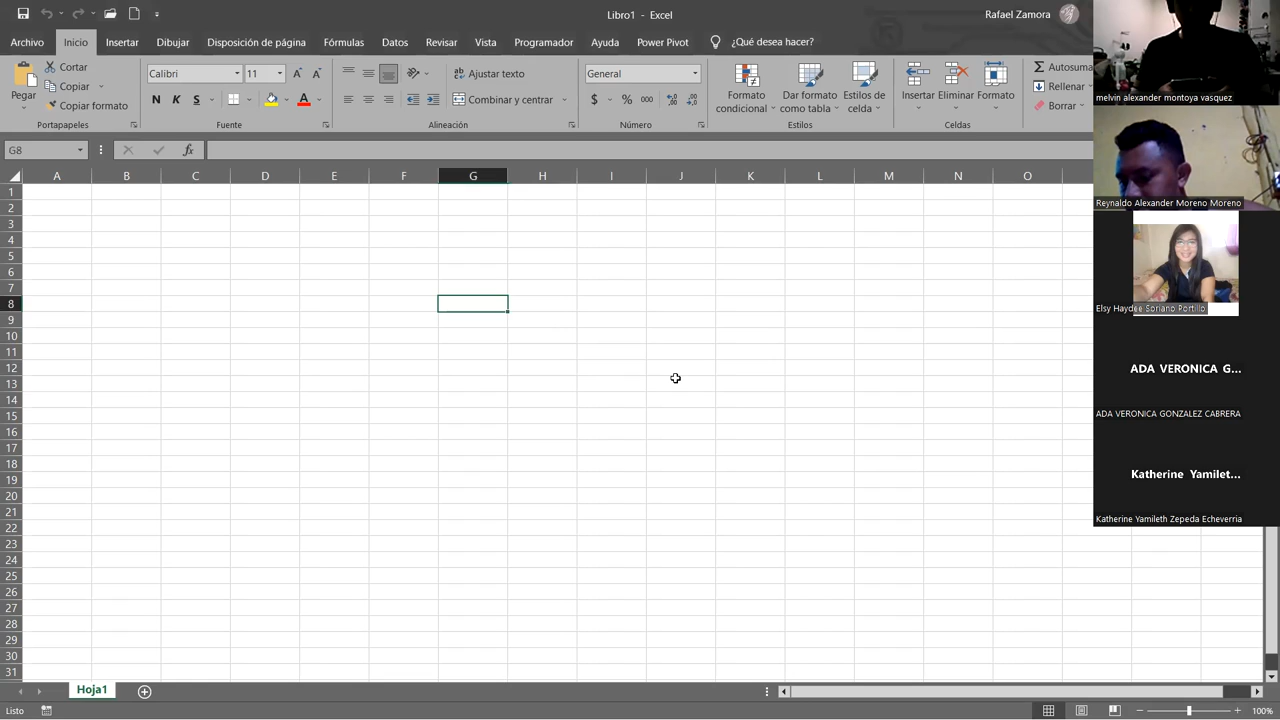 Libro1 - Excel
Rafael Zamora
Archivo Inicio Insertar Dibujar Disposición de página Fórmulas Datos Revisar Vista Programador Ayuda Power Pivot ¿Qué desea hacer?
Pegar
Cortar
Copiar
Copiar formato
Portapapeles
Calibri 11
N K S
Fuente
Ajustar texto
Combinar y centrar
Alineación
General
$ % 000
Número
Formato condicional
Dar formato como tabla
Estilos de celda
Estilos
Insertar Eliminar Formato
Celdas
Autosuma
Rellenar
Borrar
G8
fx
A B C D E F G H I J K L M N O
1
2
3
4
5
6
7
8
9
10
11
12
13
14
15
16
17
18
19
20
21
22
23
24
25
26
27
28
29
30
31
melvin alexander montoya vasquez
Reynaldo Alexander Moreno Moreno
Elsy Haydee Soriano Portillo
ADA VERONICA G...
ADA VERONICA GONZALEZ CABRERA
Katherine Yamilet...
Katherine Yamileth Zepeda Echeverria
Hoja1
Listo
100%